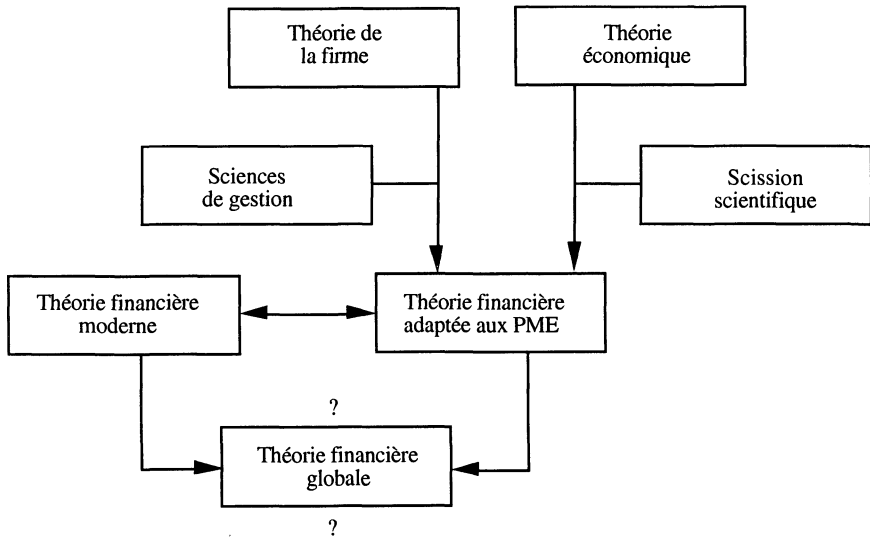 Théorie de
la firme
Théorie
économique
Sciences
de gestion
Scission
scientifique
Théorie financière
moderne
Théorie financière
adaptée aux PME
?
Théorie financière
globale
?